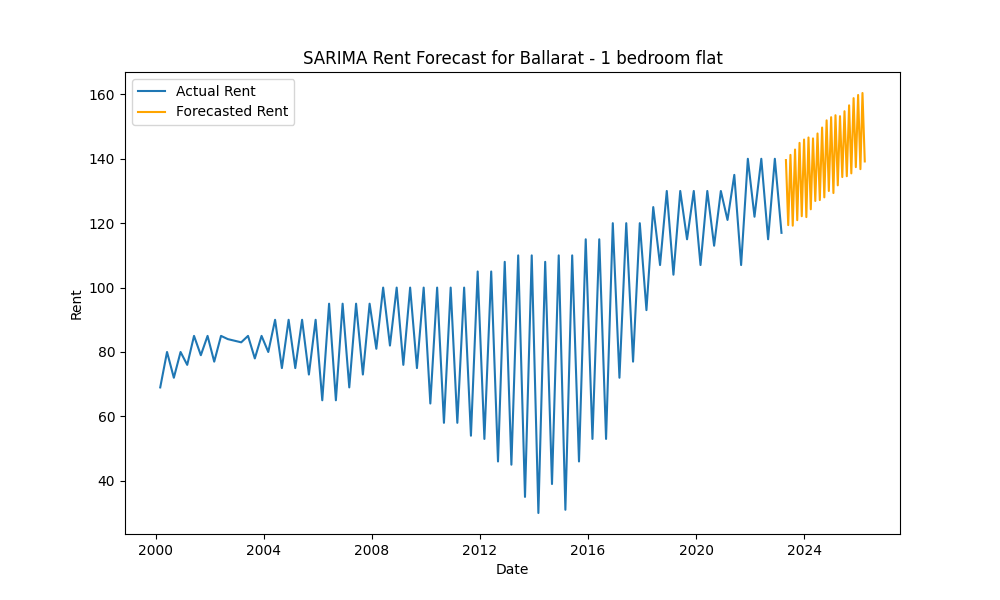 SARIMA Rent Forecast for Ballarat - 1 bedroom flat
Actual Rent
Forecasted Rent
160
140
120
100
80
60
40
Rent
2000 2004 2008 2012 2016 2020 2024
Date